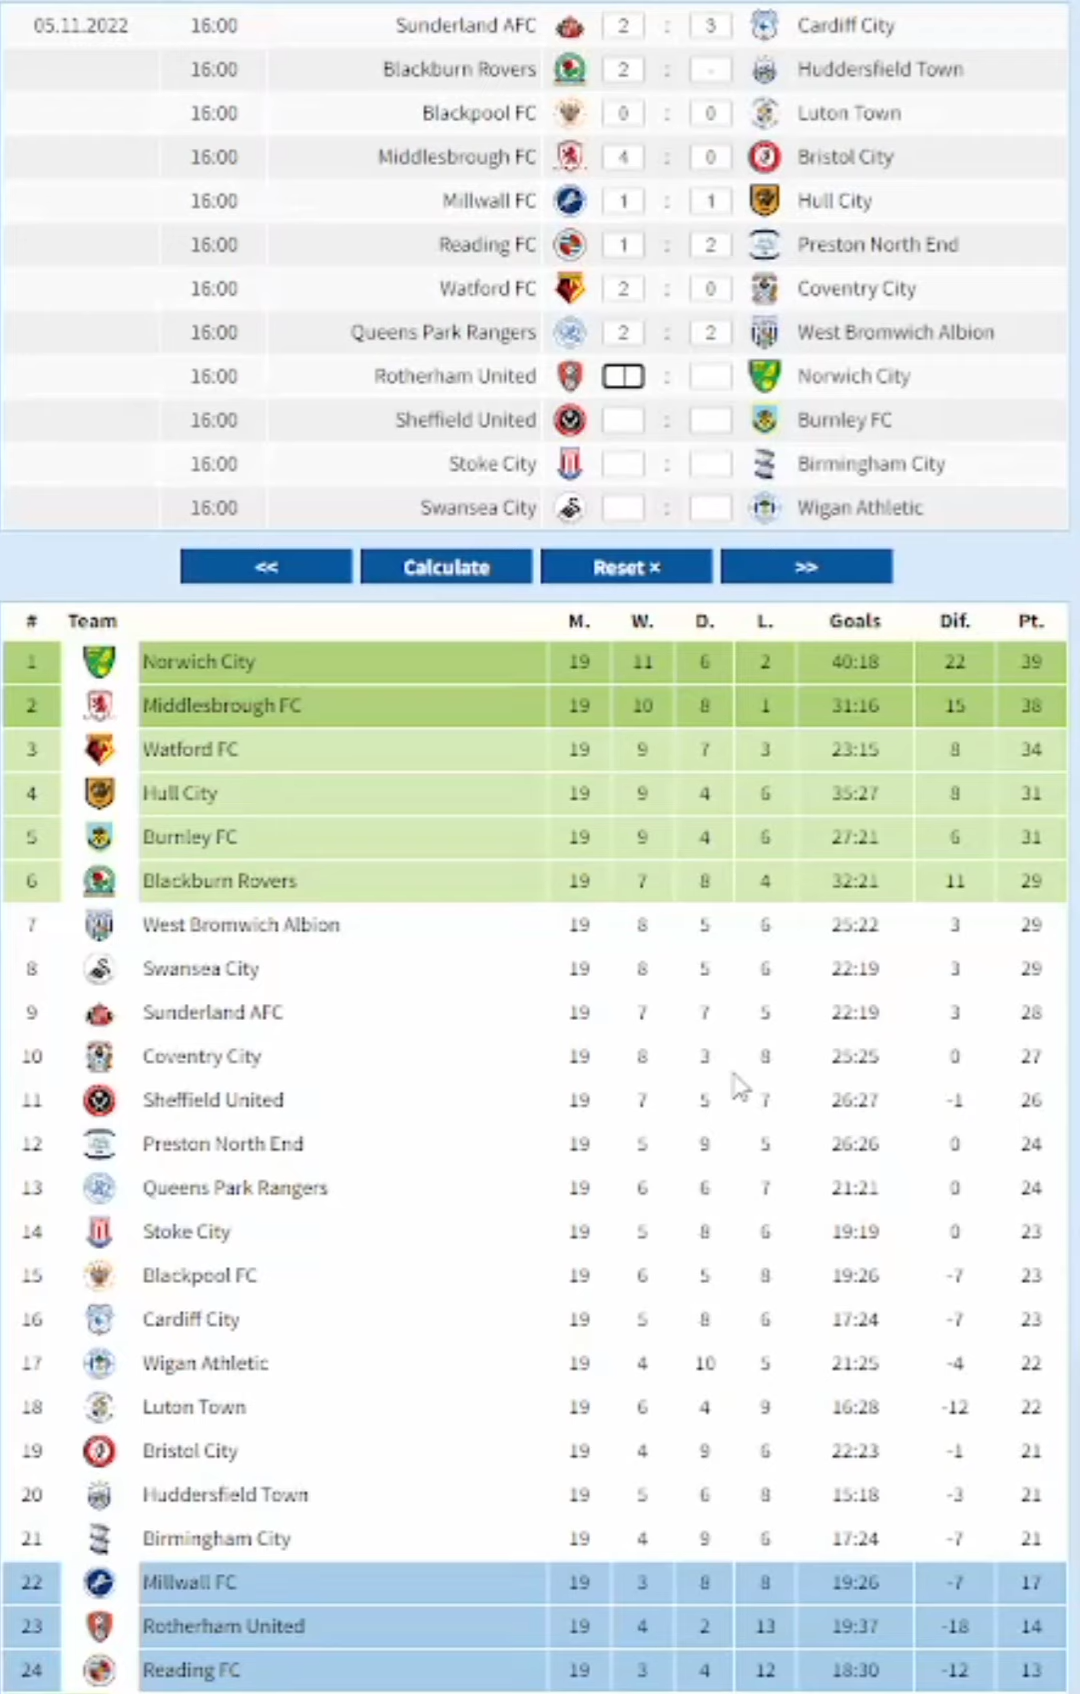 05.11.2022 16:00 Sunderland AFC 2 : 3 Cardiff City
16:00 Blackburn Rovers 2 : - Huddersfield Town
16:00 Blackpool FC 0 : 0 Luton Town
16:00 Middlesbrough FC 4 : 0 Bristol City
16:00 Millwall FC 1 : 1 Hull City
16:00 Reading FC 1 : 2 Preston North End
16:00 Watford FC 2 : 0 Coventry City
16:00 Queens Park Rangers 2 : 2 West Bromwich Albion
16:00 Rotherham United : Norwich City
16:00 Sheffield United : Burnley FC
16:00 Stoke City : Birmingham City
16:00 Swansea City : Wigan Athletic
<< Calculate Reset × >>
# Team M. W. D. L. Goals Dif. Pt.
1 Norwich City 19 11 6 2 40:18 22 39
2 Middlesbrough FC 19 10 8 1 31:16 15 38
3 Watford FC 19 9 7 3 23:15 8 34
4 Hull City 19 9 4 6 35:27 8 31
5 Burnley FC 19 9 4 6 27:21 6 31
6 Blackburn Rovers 19 7 8 4 32:21 11 29
7 West Bromwich Albion 19 8 5 6 25:22 3 29
8 Swansea City 19 8 5 6 22:19 3 29
9 Sunderland AFC 19 7 7 5 22:19 3 28
10 Coventry City 19 8 3 8 25:25 0 27
11 Sheffield United 19 7 5 7 26:27 -1 26
12 Preston North End 19 5 9 5 26:26 0 24
13 Queens Park Rangers 19 6 6 7 21:21 0 24
14 Stoke City 19 5 8 6 19:19 0 23
15 Blackpool FC 19 6 5 8 19:26 -7 23
16 Cardiff City 19 5 8 6 17:24 -7 23
17 Wigan Athletic 19 4 10 5 21:25 -4 22
18 Luton Town 19 6 4 9 16:28 -12 22
19 Bristol City 19 4 9 6 22:23 -1 21
20 Huddersfield Town 19 5 6 8 15:18 -3 21
21 Birmingham City 19 4 9 6 17:24 -7 21
22 Millwall FC 19 3 8 8 19:26 -7 17
23 Rotherham United 19 4 2 13 19:37 -18 14
24 Reading FC 19 3 4 12 18:30 -12 13